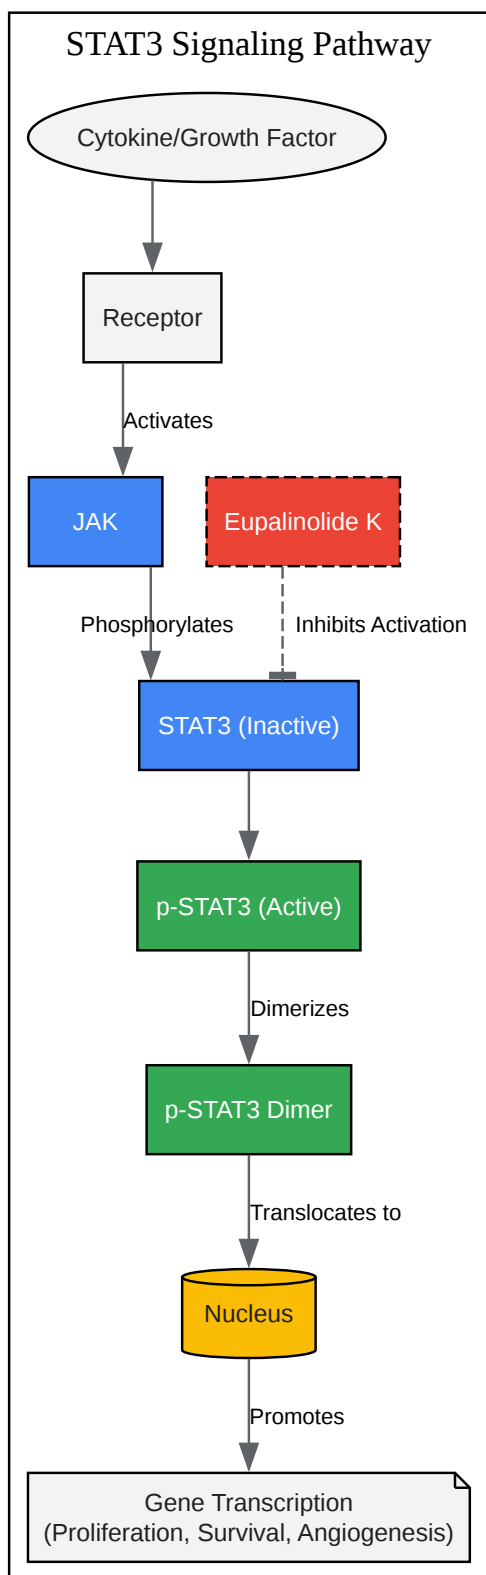 STAT3 Signaling Pathway
Cytokine/Growth Factor
Receptor
Activates
JAK
Eupalinolide K
Phosphorylates
Inhibits Activation
STAT3 (Inactive)
p-STAT3 (Active)
Dimerizes
p-STAT3 Dimer
Translocates to
Nucleus
Promotes
Gene Transcription
(Proliferation, Survival, Angiogenesis)